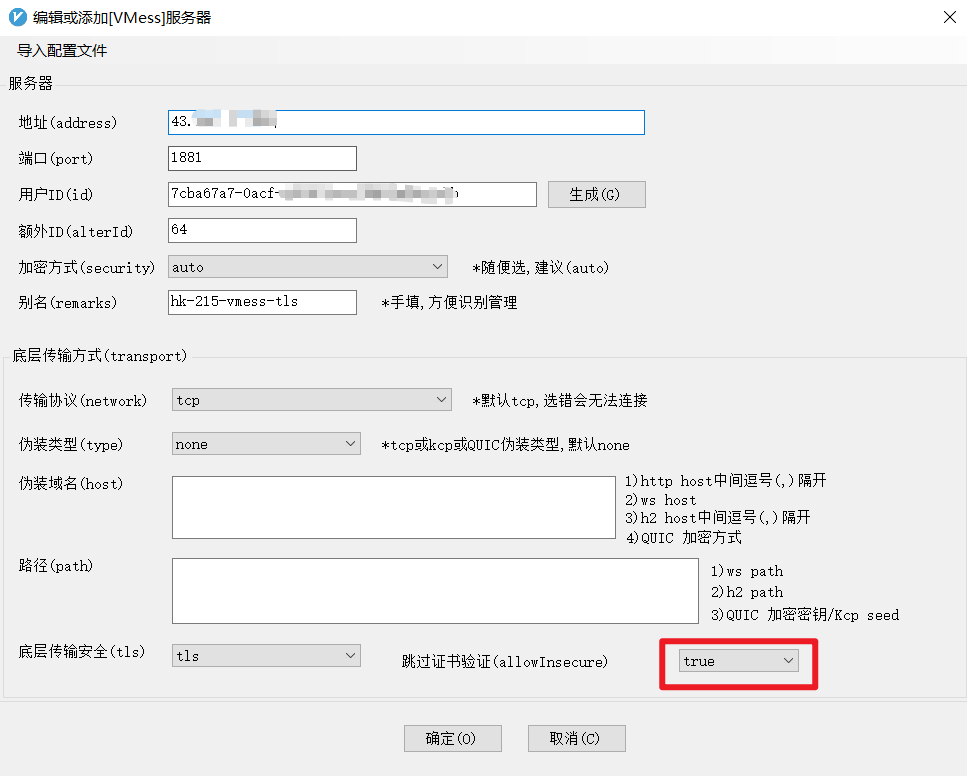 编辑或添加[VMess]服务器
导入配置文件
服务器
地址(address) 43.
端口(port) 1881
用户ID(id) 7cba67a7-0acf- 生成(G)
额外ID(alterId) 64
加密方式(security) auto *随便选,建议(auto)
别名(remarks) hk-215-vmess-tls *手填,方便识别管理
底层传输方式(transport)
传输协议(network) tcp *默认tcp,选错会无法连接
伪装类型(type) none *tcp或kcp或QUIC伪装类型,默认none
伪装域名(host)
1)http host中间逗号(,)隔开
2)ws host
3)h2 host中间逗号(,)隔开
4)QUIC 加密方式
路径(path)
1)ws path
2)h2 path
3)QUIC 加密密钥/Kcp seed
底层传输安全(tls) tls 跳过证书验证(allowInsecure) true
确定(O) 取消(C)